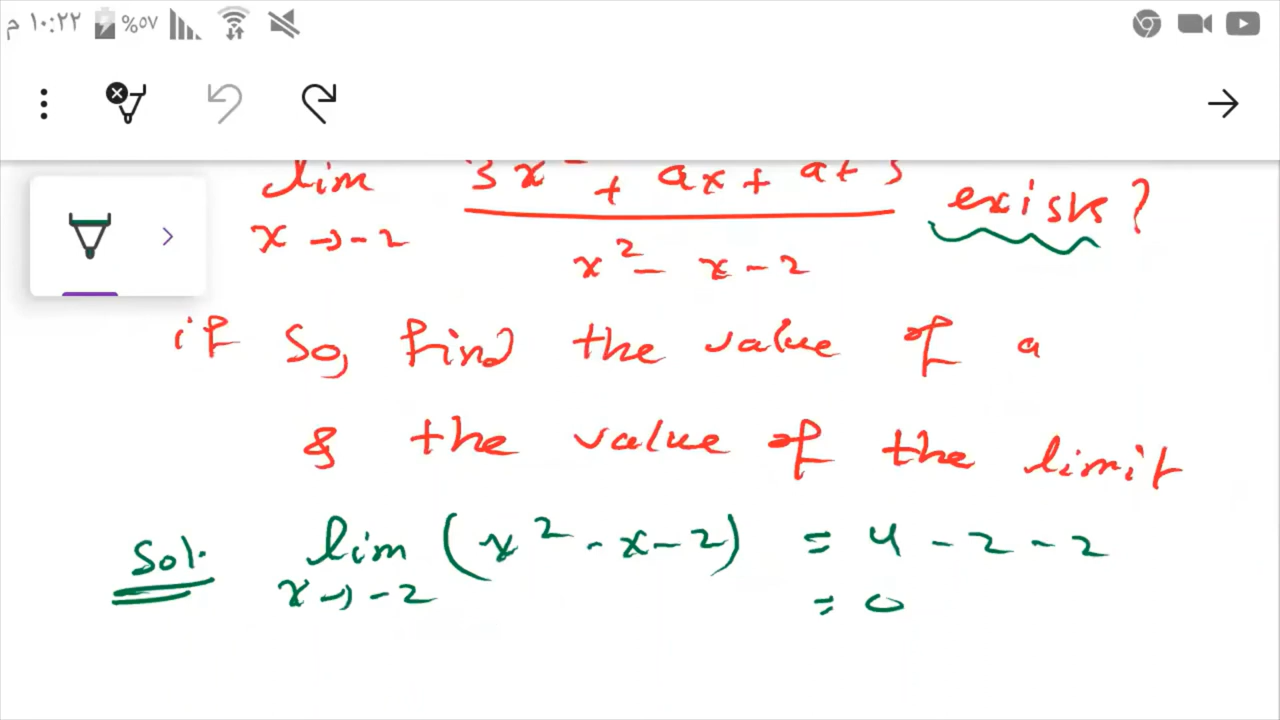 م ١٠:٢٢ %٥٧
lim 3x² + ax + a + 3 exists?
x → -2 x² - x - 2
if so, find the value of a
& the value of the limit
Sol. lim (x² - x - 2) = 4 - 2 - 2
x → -2 = 0